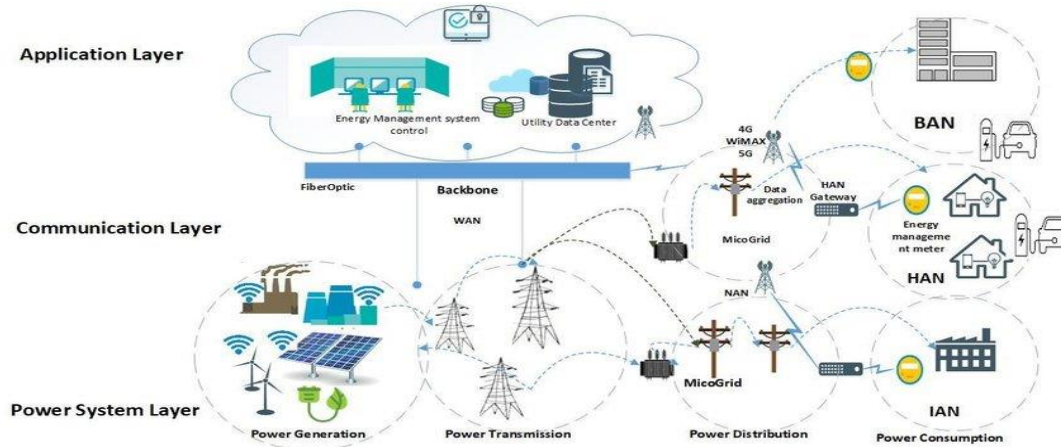 Application Layer
Energy Management system
control
Utility Data Center
4G
WiMAX
5G
BAN
FiberOptic
Backbone
Data
aggregation
HAN
Gateway
WAN
Communication Layer
MicoGrid
Energy
manageme
nt meter
HAN
NAN
MicoGrid
IAN
Power System Layer
Power Generation
Power Transmission
Power Distribution
Power Consumption